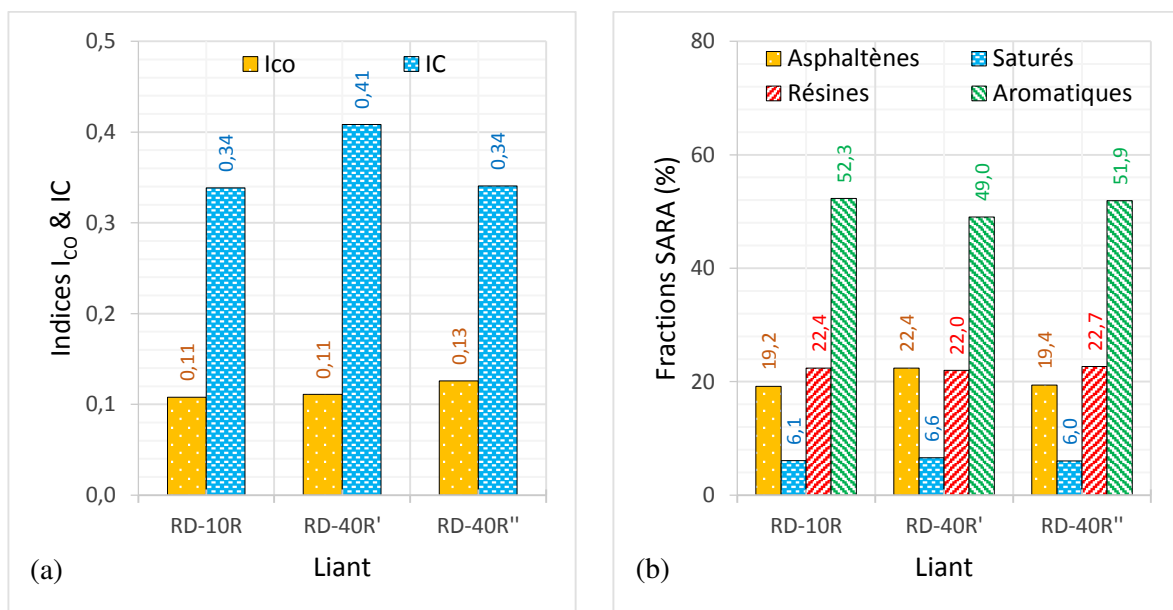 0,5
0,4
0,3
0,2
0,1
0,0
Indices I_CO & IC
Ico
IC
0,11
0,34
0,11
0,41
0,13
0,34
RD-10R
RD-40R'
RD-40R''
Liant
(a)
80
60
40
20
0
Fractions SARA (%)
Asphaltènes
Saturés
Résines
Aromatiques
19,2
6,1
22,4
52,3
22,4
6,6
22,0
49,0
19,4
6,0
22,7
51,9
RD-10R
RD-40R'
RD-40R''
Liant
(b)